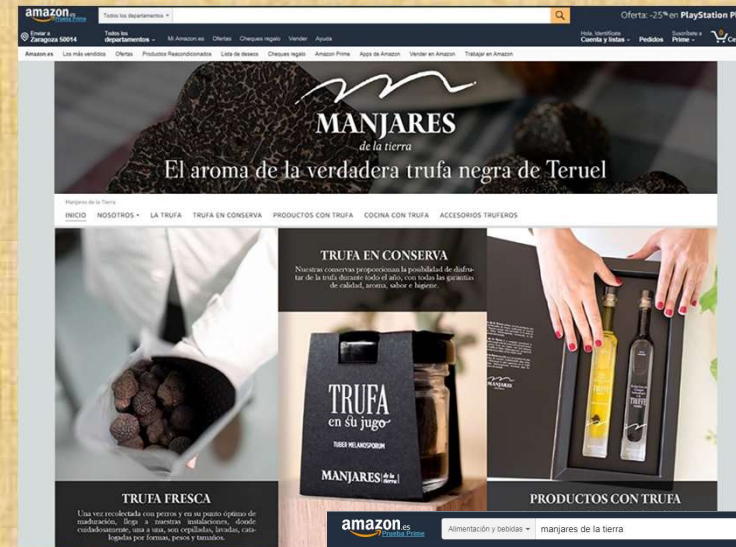 amazon.es
Prueba Prime
Todos los departamentos
Oferta: -25% en PlayStation Pl
Enviar a
Zaragoza 50014
Todos los
departamentos
Mi Amazon.es Ofertas Cheques regalo Vender Ayuda
Hola, Identifícate
Cuenta y listas
Pedidos
Suscríbete a
Prime
0
Ce
Amazon.es Los más vendidos Ofertas Productos Reacondicionados Lista de deseos Cheques regalo Amazon Prime Apps de Amazon Vender en Amazon Trabajar en Amazon
MANJARES
de la tierra
El aroma de la verdadera trufa negra de Teruel
Manjares de la Tierra
INICIO NOSOTROS LA TRUFA TRUFA EN CONSERVA PRODUCTOS CON TRUFA COCINA CON TRUFA ACCESORIOS TRUFEROS
TRUFA EN CONSERVA
Nuestras conservas proporcionan la posibilidad de disfru-
tar de la trufa durante todo el año, con todas las garantías
de calidad, aroma, sabor e higiene.
TRUFA
en su jugo
TUBER MELANOSPORUM
MANJARES de la tierra
MANJARES
TRUFA FRESCA
Una vez recolectada con perros y en su punto óptimo de
maduración, llega a nuestras instalaciones, donde
cuidadosamente, una a una, son cepilladas, lavadas, cata-
logadas por formas, pesos y tamaños.
PRODUCTOS CON TRUFA
amazon.es
Prueba Prime
Alimentación y bebidas
manjares de la tierra